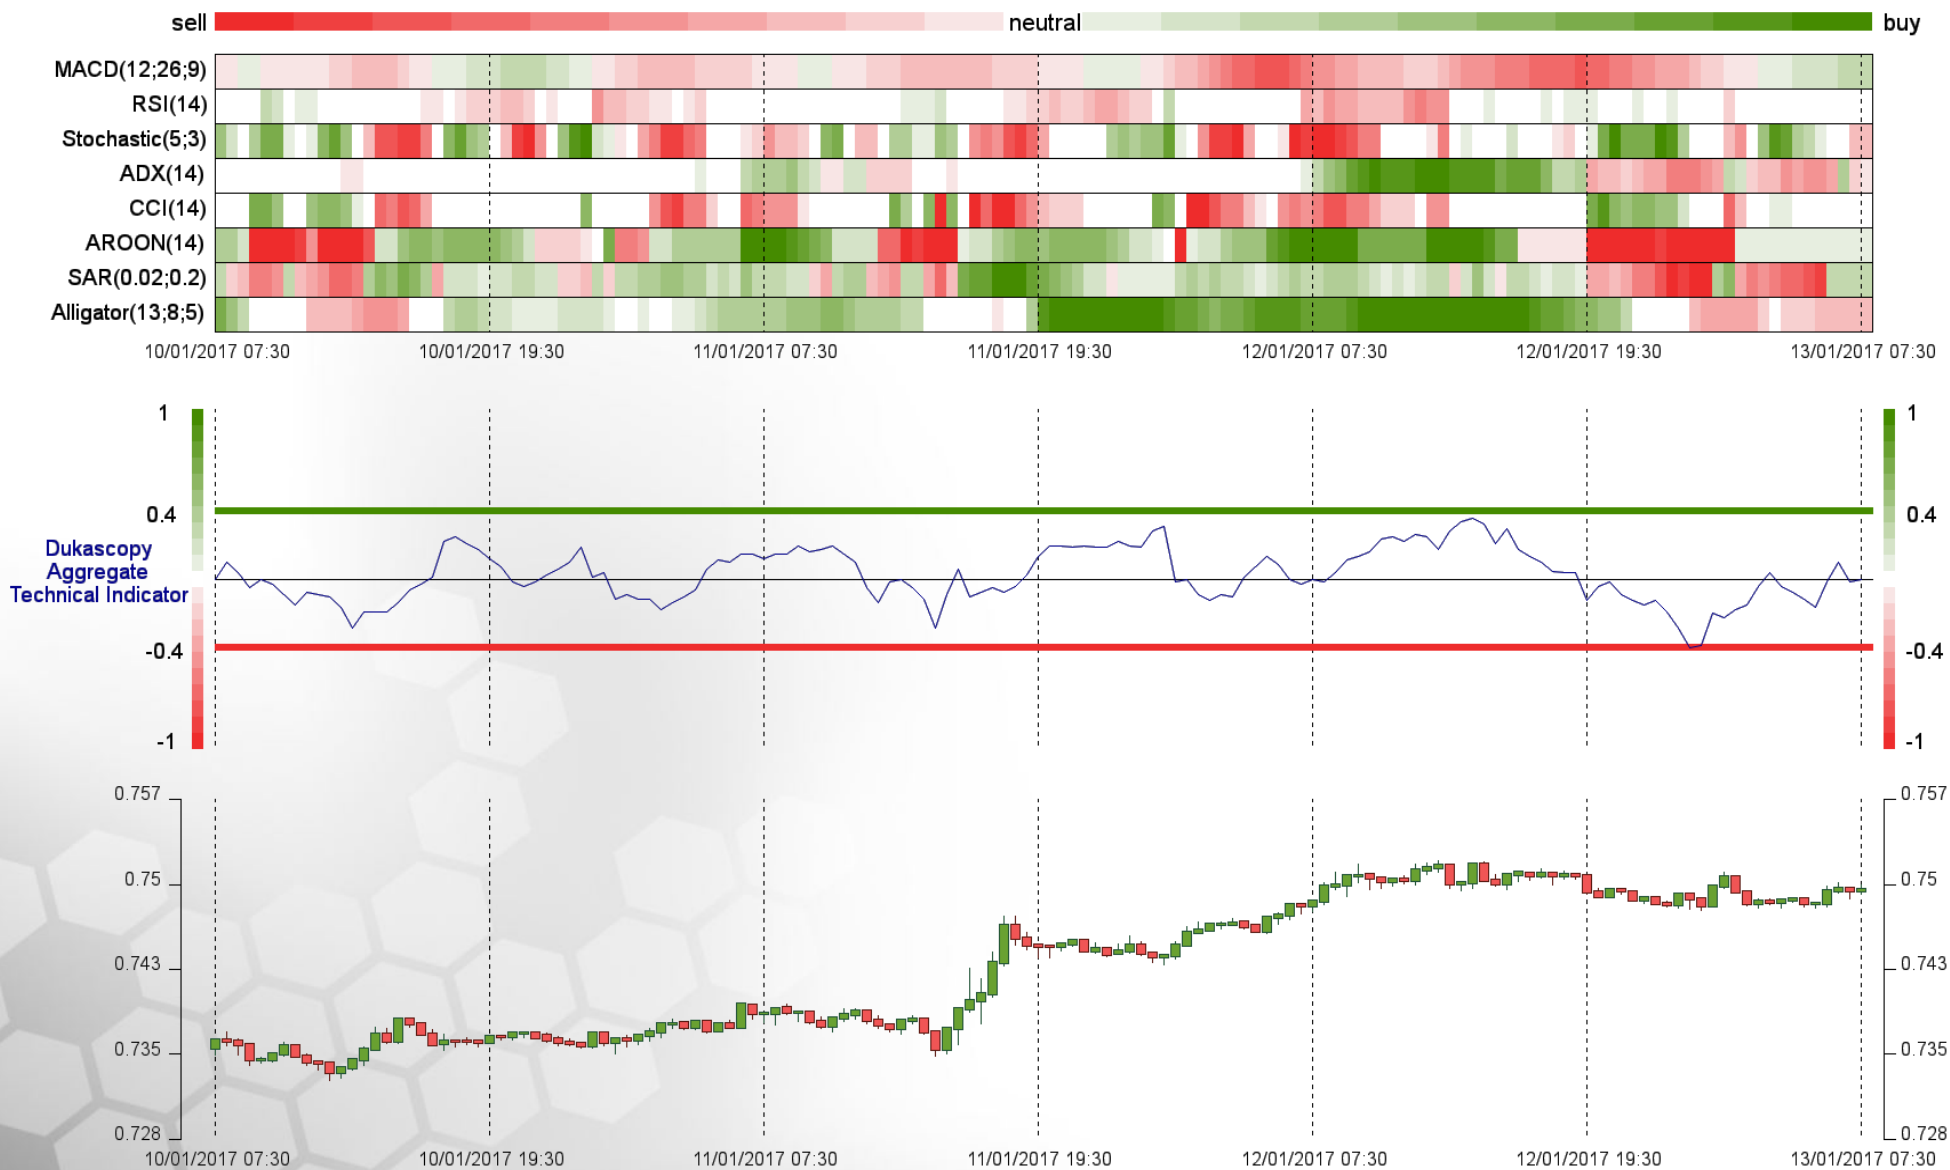 sell neutral buy
MACD(12;26;9)
RSI(14)
Stochastic(5;3)
ADX(14)
CCI(14)
AROON(14)
SAR(0.02;0.2)
Alligator(13;8;5)
10/01/2017 07:30 10/01/2017 19:30 11/01/2017 07:30 11/01/2017 19:30 12/01/2017 07:30 12/01/2017 19:30 13/01/2017 07:30
1 1
0.4 0.4
Dukascopy
Aggregate
Technical Indicator
-0.4 -0.4
-1 -1
0.757 0.757
0.75 0.75
0.743 0.743
0.735 0.735
0.728 0.728
10/01/2017 07:30 10/01/2017 19:30 11/01/2017 07:30 11/01/2017 19:30 12/01/2017 07:30 12/01/2017 19:30 13/01/2017 07:30